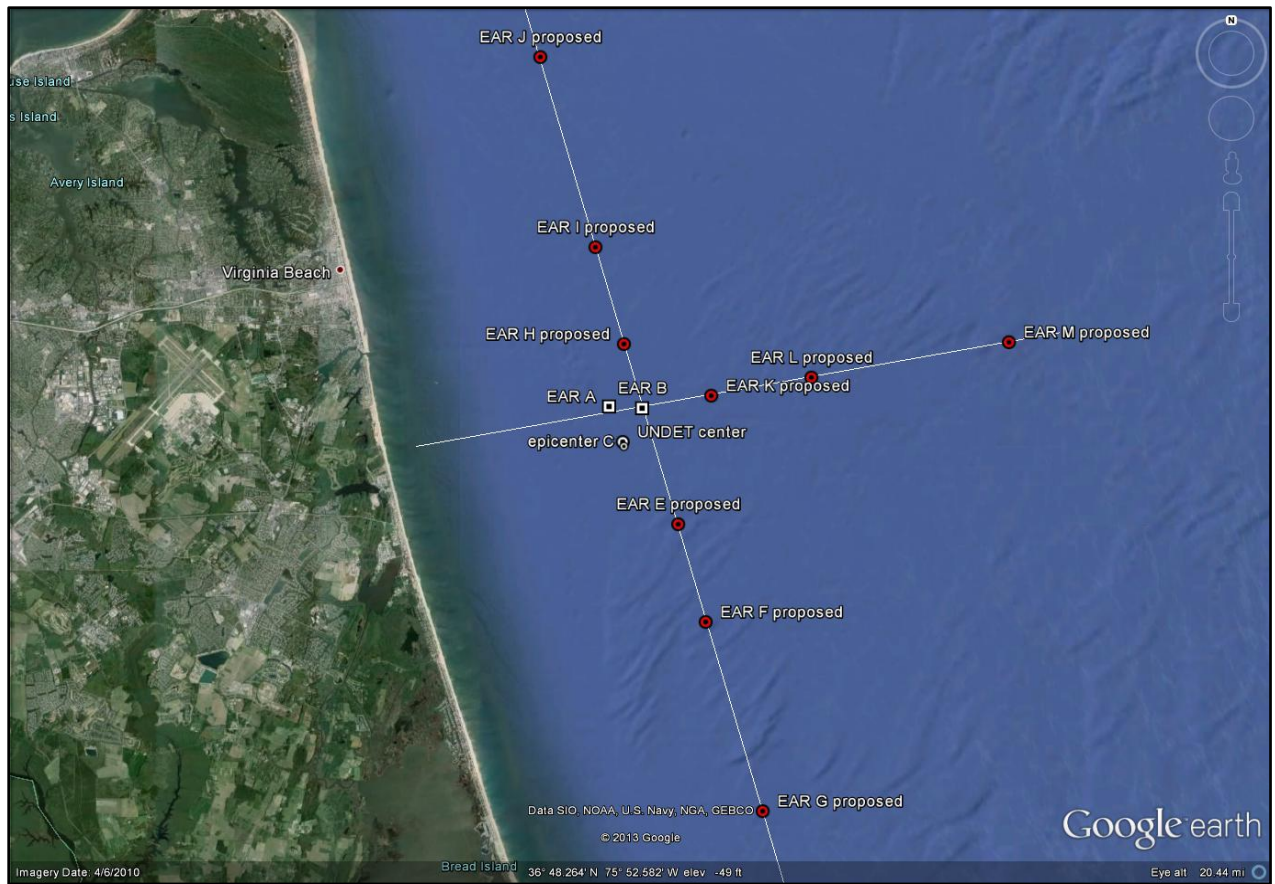 N
EAR J proposed
use Island
s Island
Avery Island
EAR I proposed
Virginia Beach
EAR H proposed
EAR M proposed
EAR L proposed
EAR K proposed
EAR A
EAR B
UNDET center
epicenter C
EAR E proposed
EAR F proposed
EAR G proposed
Data SIO, NOAA, U.S. Navy, NGA, GEBCO
© 2013 Google
Google earth
Bread Island
Imagery Date: 4/6/2010
36° 48.264' N 75° 52.582' W elev -49 ft
Eye alt 20.44 mi